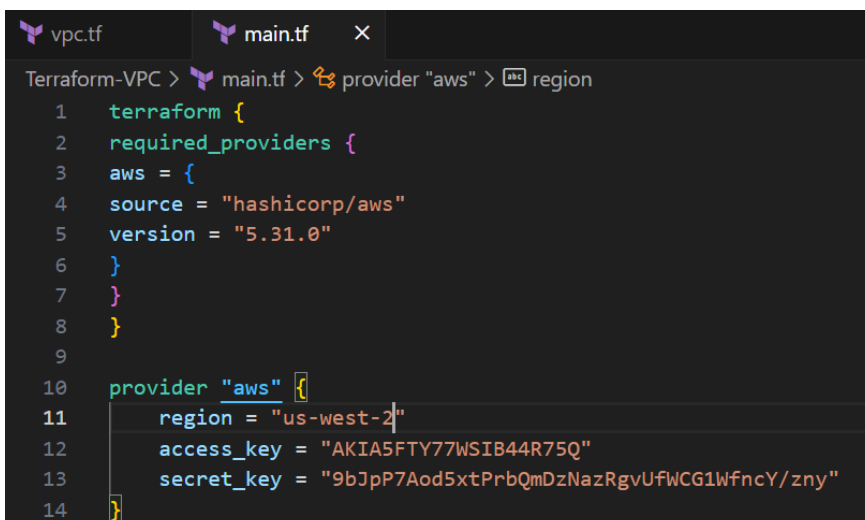 vpc.tf main.tf
Terraform-VPC > main.tf > provider "aws" > abc region
1 terraform {
2 required_providers {
3 aws = {
4 source = "hashicorp/aws"
5 version = "5.31.0"
6 }
7 }
8 }
9
10 provider "aws" {
11 region = "us-west-2"
12 access_key = "AKIA5FTY77WSIB44R75Q"
13 secret_key = "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"
14 }